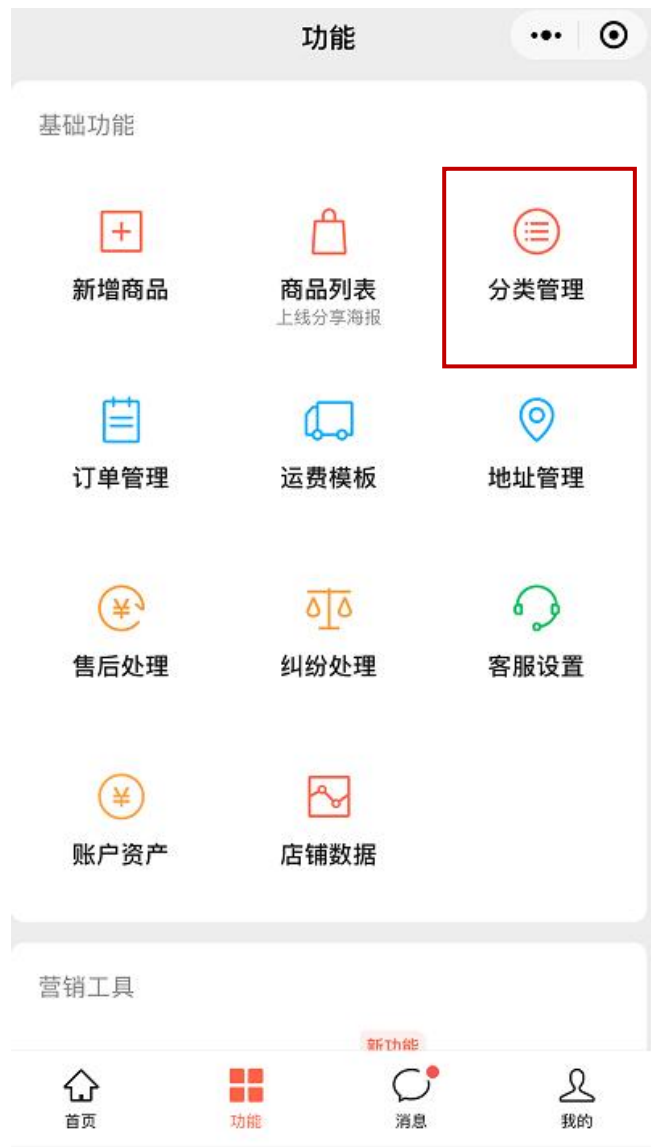 功能
基础功能
新增商品
商品列表
上线分享海报
分类管理
订单管理
运费模板
地址管理
售后处理
纠纷处理
客服设置
账户资产
店铺数据
营销工具
新功能
首页
功能
消息
我的